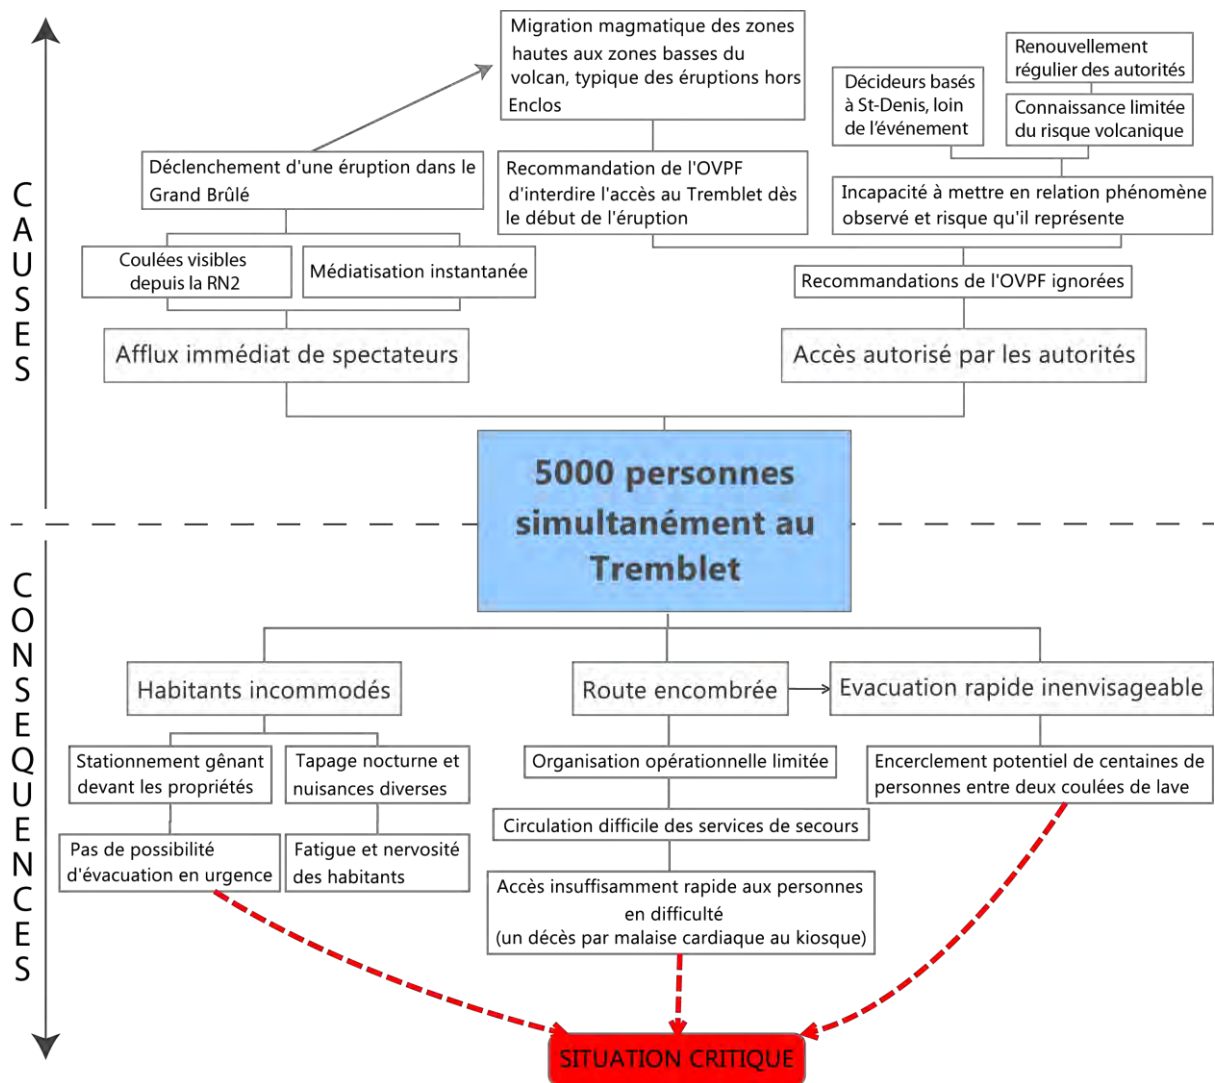 CAUSES
Migration magmatique des zones
hautes aux zones basses du
volcan, typique des éruptions hors
Enclos
Renouvellement
régulier des autorités
Décideurs basés
à St-Denis, loin
de l'événement
Connaissance limitée
du risque volcanique
Déclenchement d'une éruption dans le
Grand Brûlé
Recommandation de l'OVPF
d'interdire l'accès au Tremblet dès
le début de l'éruption
Incapacité à mettre en relation phénomène
observé et risque qu'il représente
Coulées visibles
depuis la RN2
Médiatisation instantanée
Recommandations de l'OVPF ignorées
Afflux immédiat de spectateurs
Accès autorisé par les autorités
5000 personnes
simultanément au
Tremblet
CONSEQUENCES
Habitants incommodés
Route encombrée
Evacuation rapide inenvisageable
Stationnement gênant
devant les propriétés
Tapage nocturne et
nuisances diverses
Organisation opérationnelle limitée
Encerclement potentiel de centaines de
personnes entre deux coulées de lave
Circulation difficile des services de secours
Pas de possibilité
d'évacuation en urgence
Fatigue et nervosité
des habitants
Accès insuffisamment rapide aux personnes
en difficulté
(un décès par malaise cardiaque au kiosque)
SITUATION CRITIQUE